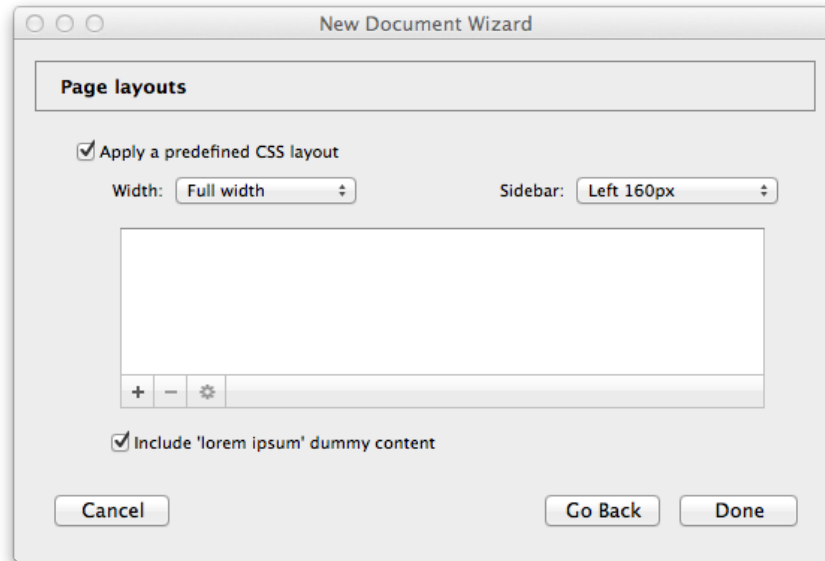 New Document Wizard
Page layouts
Apply a predefined CSS layout
Width: Full width Sidebar: Left 160px
+ −
Include 'lorem ipsum' dummy content
Cancel Go Back Done